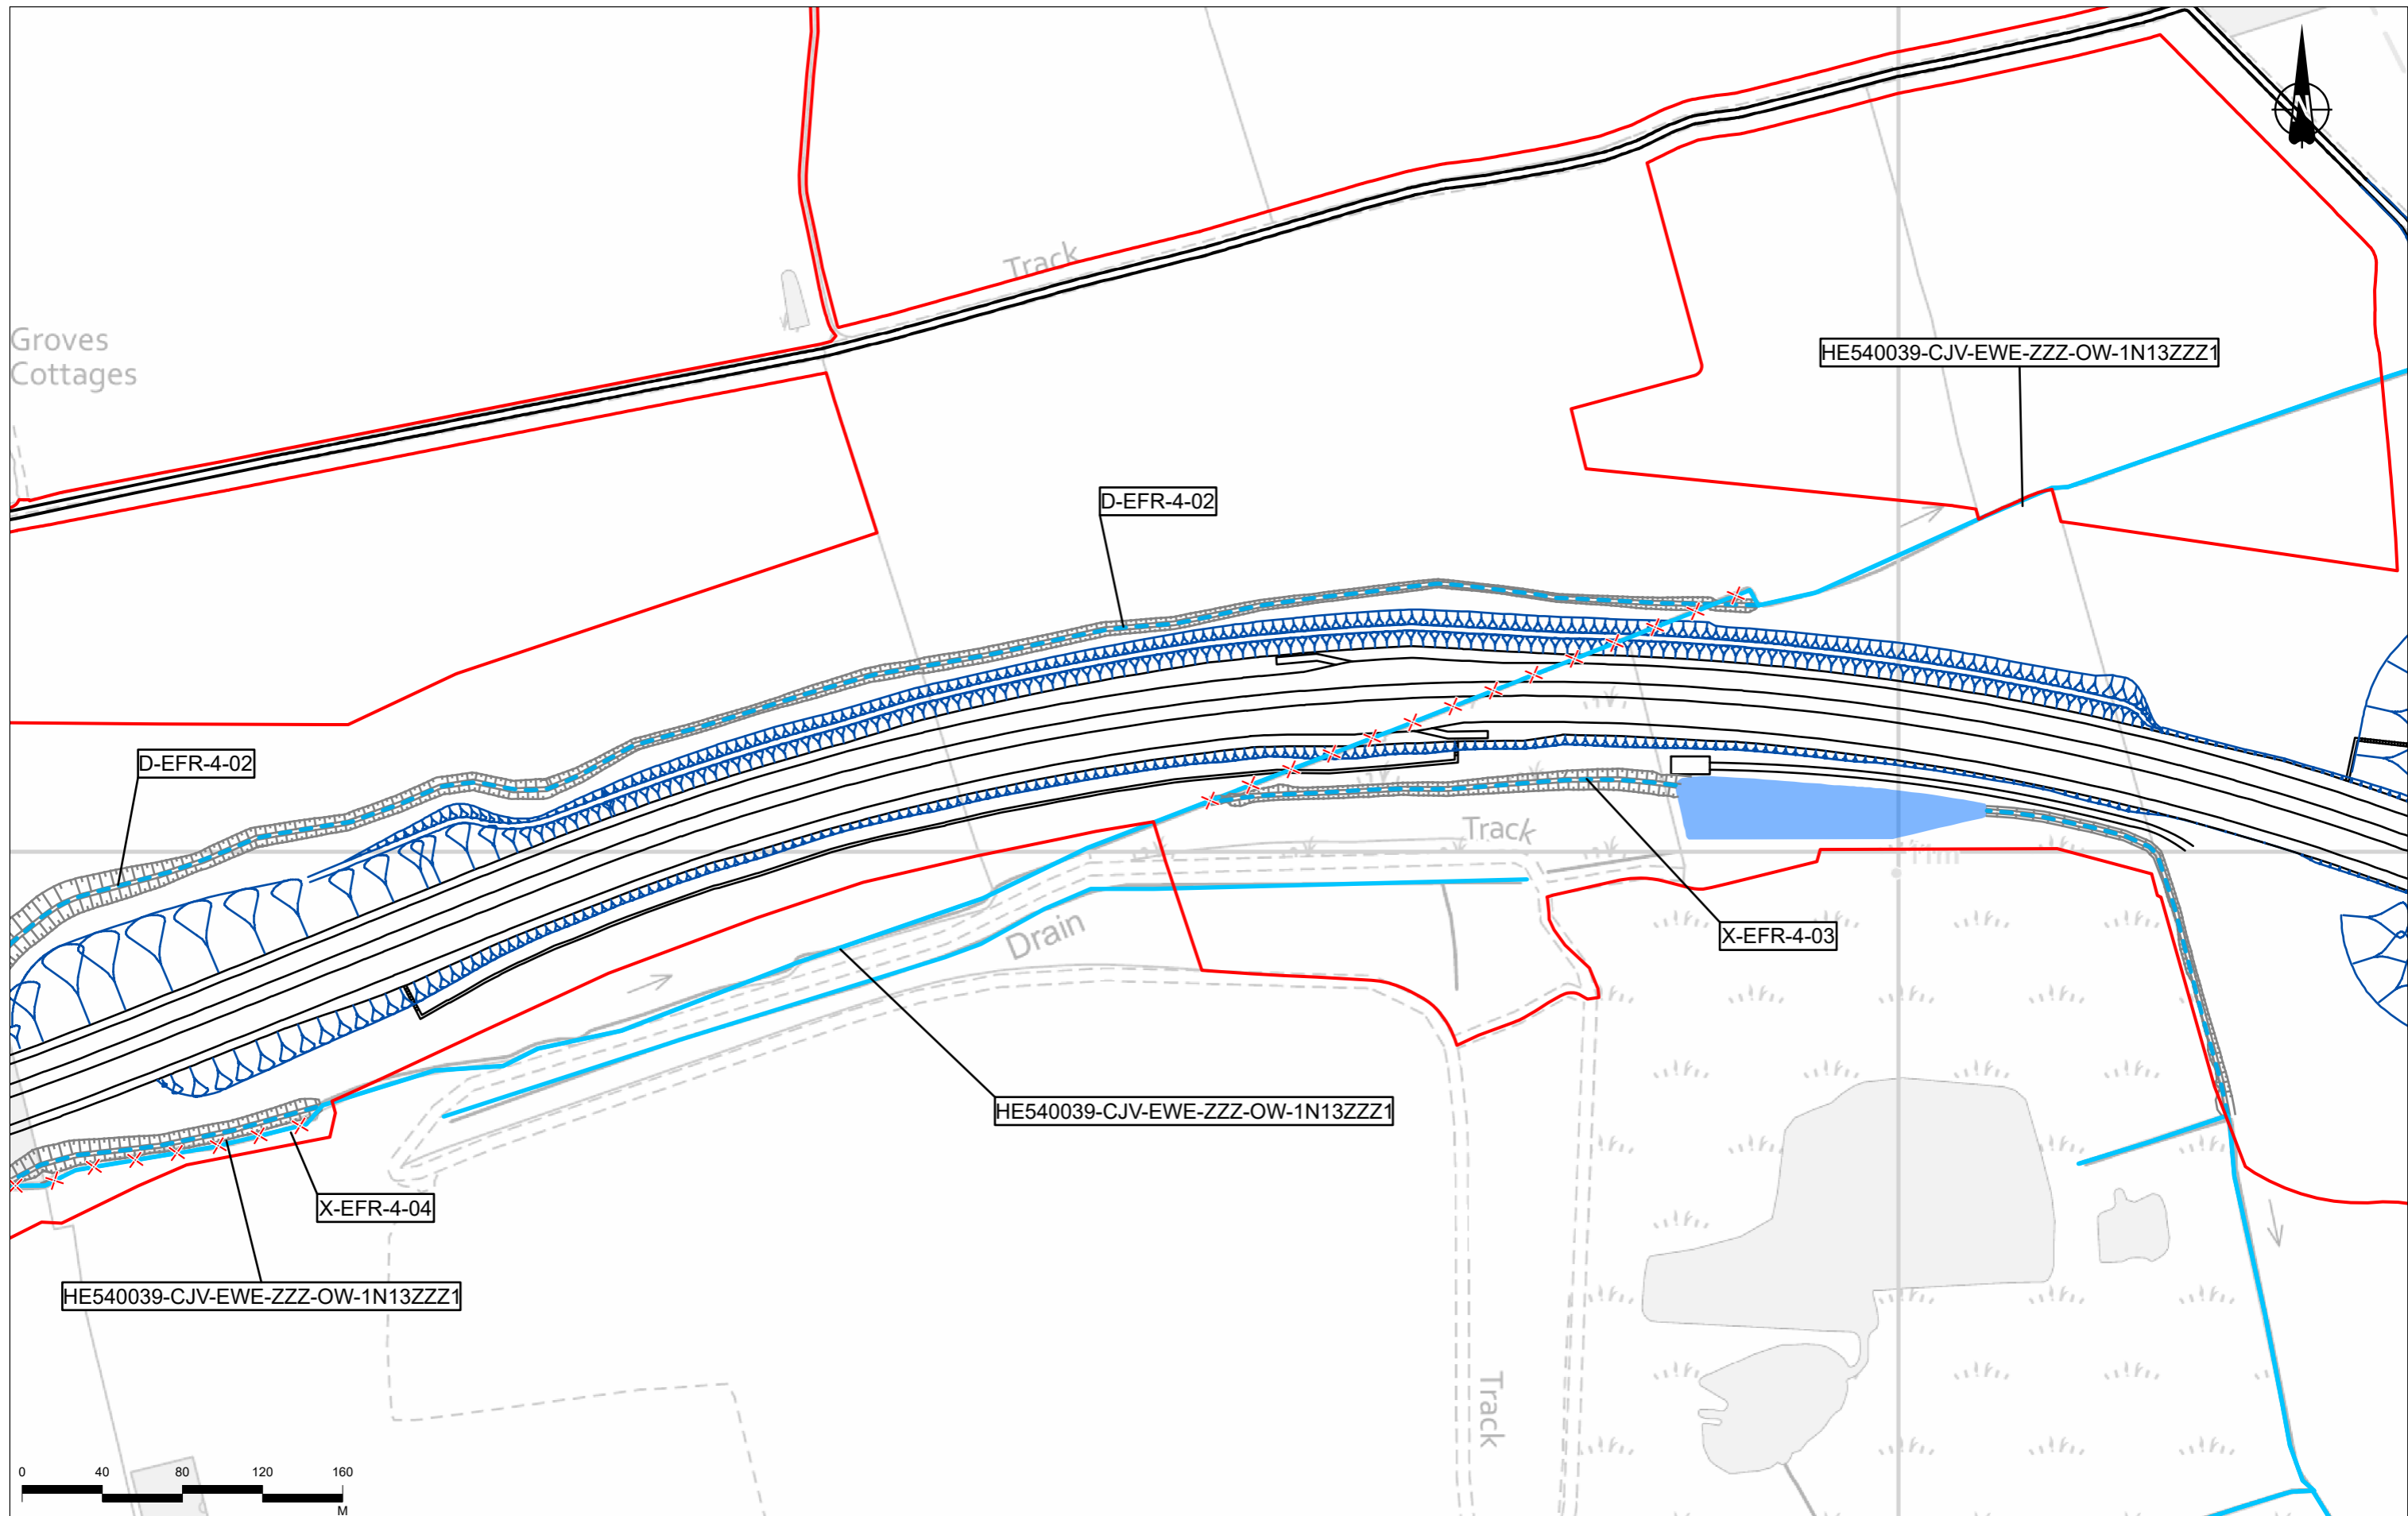 N
Track
Groves
Cottages
HE540039-CJV-EWE-ZZZ-OW-1N13ZZZ1
D-EFR-4-02
D-EFR-4-02
Track
Drain
X-EFR-4-03
HE540039-CJV-EWE-ZZZ-OW-1N13ZZZ1
X-EFR-4-04
HE540039-CJV-EWE-ZZZ-OW-1N13ZZZ1
Track
0 40 80 120 160
M